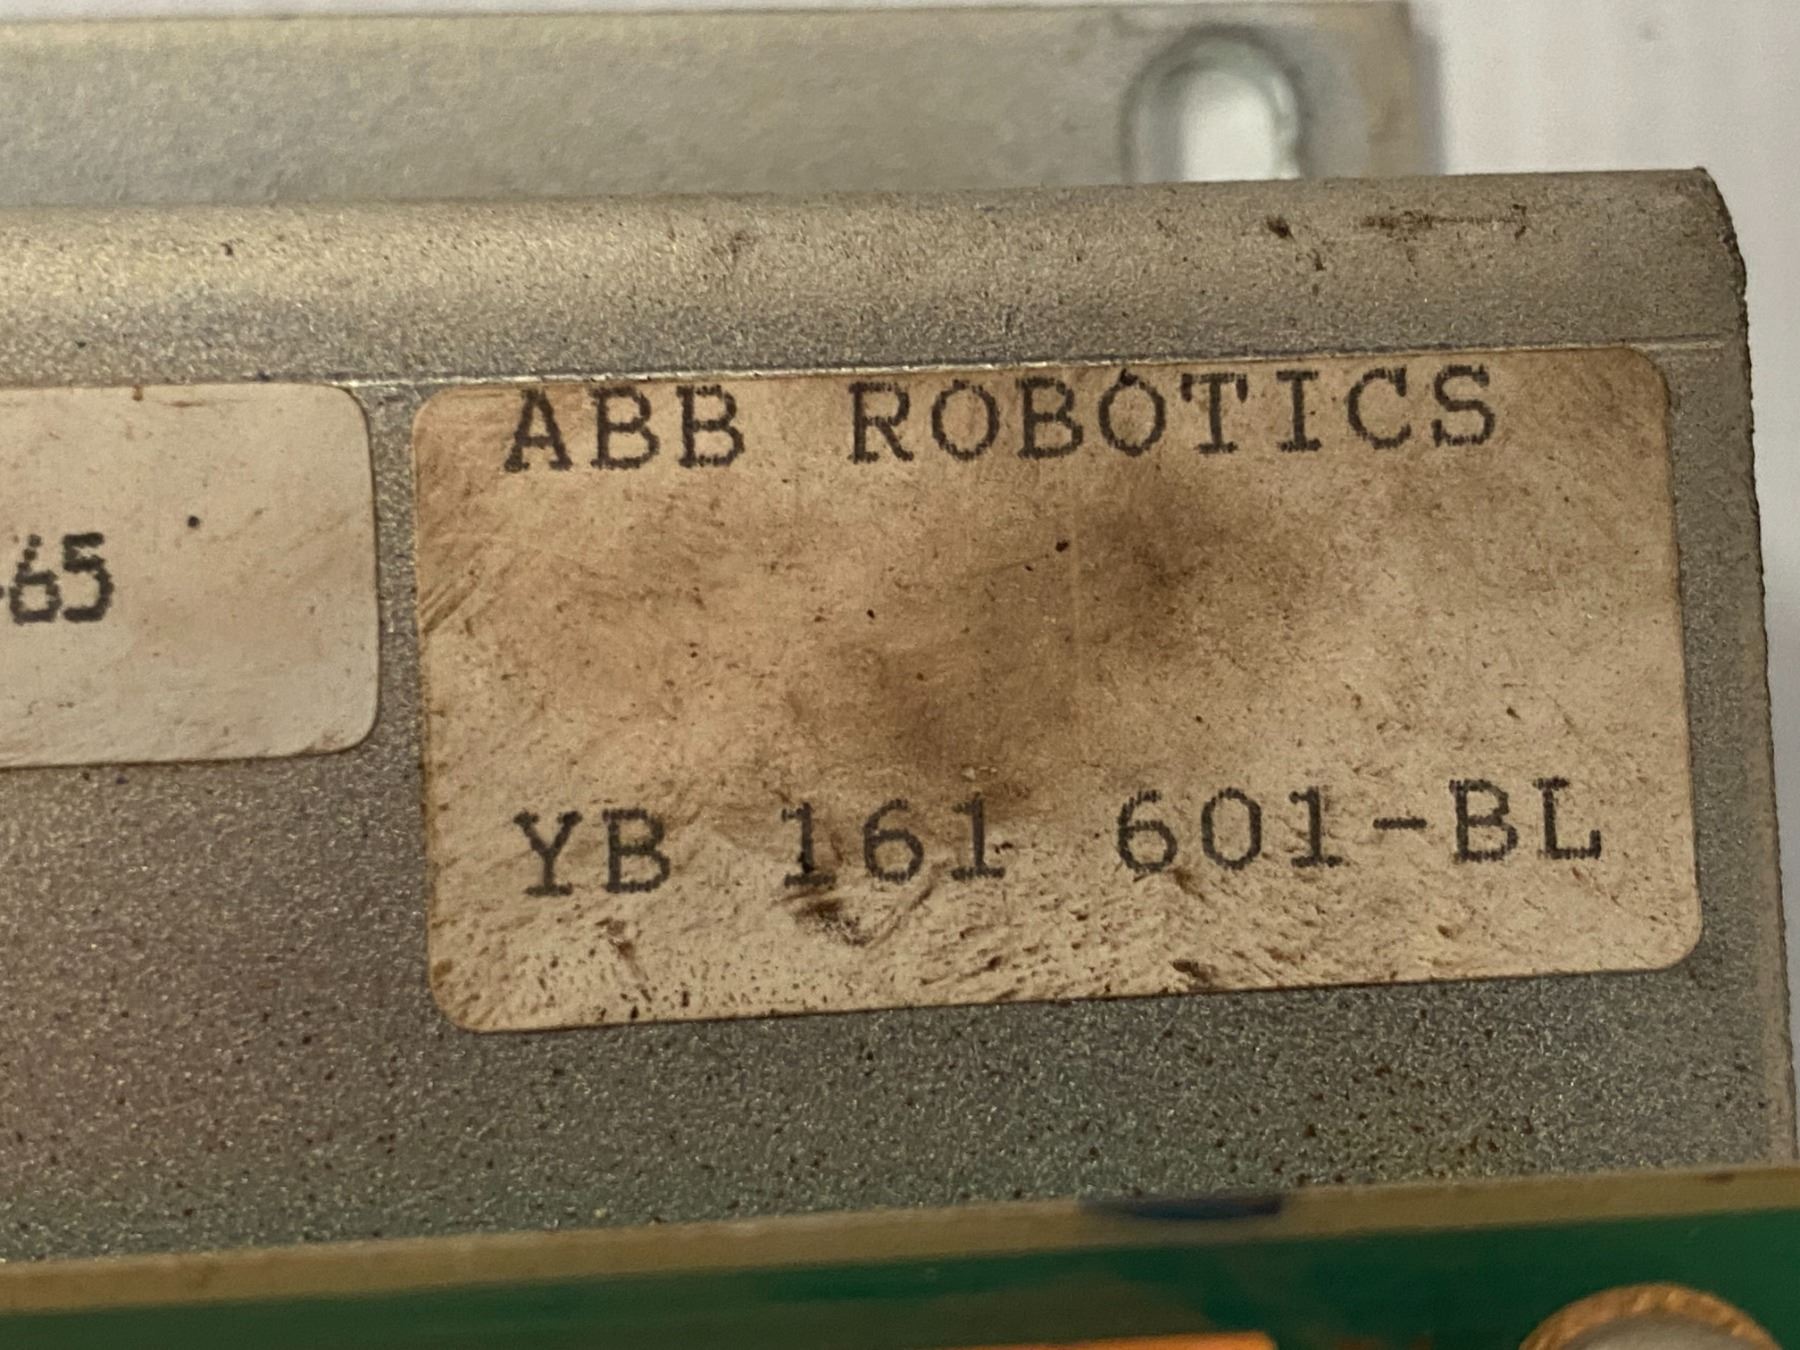 ABB ROBOTICS
-65
YB 161 601-BL